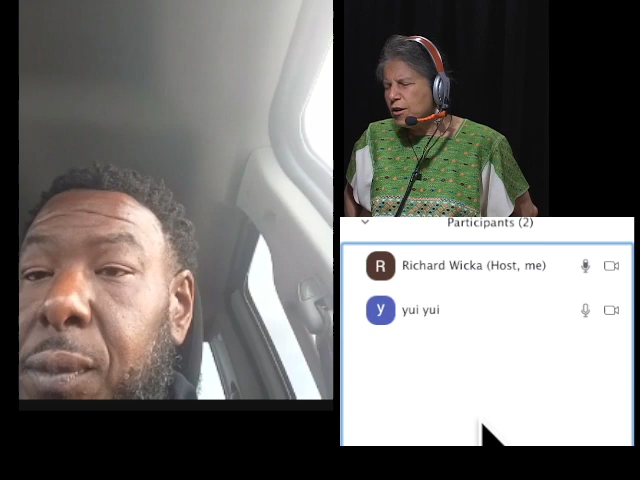 Participants (2)
R Richard Wicka (Host, me)
y yui yui